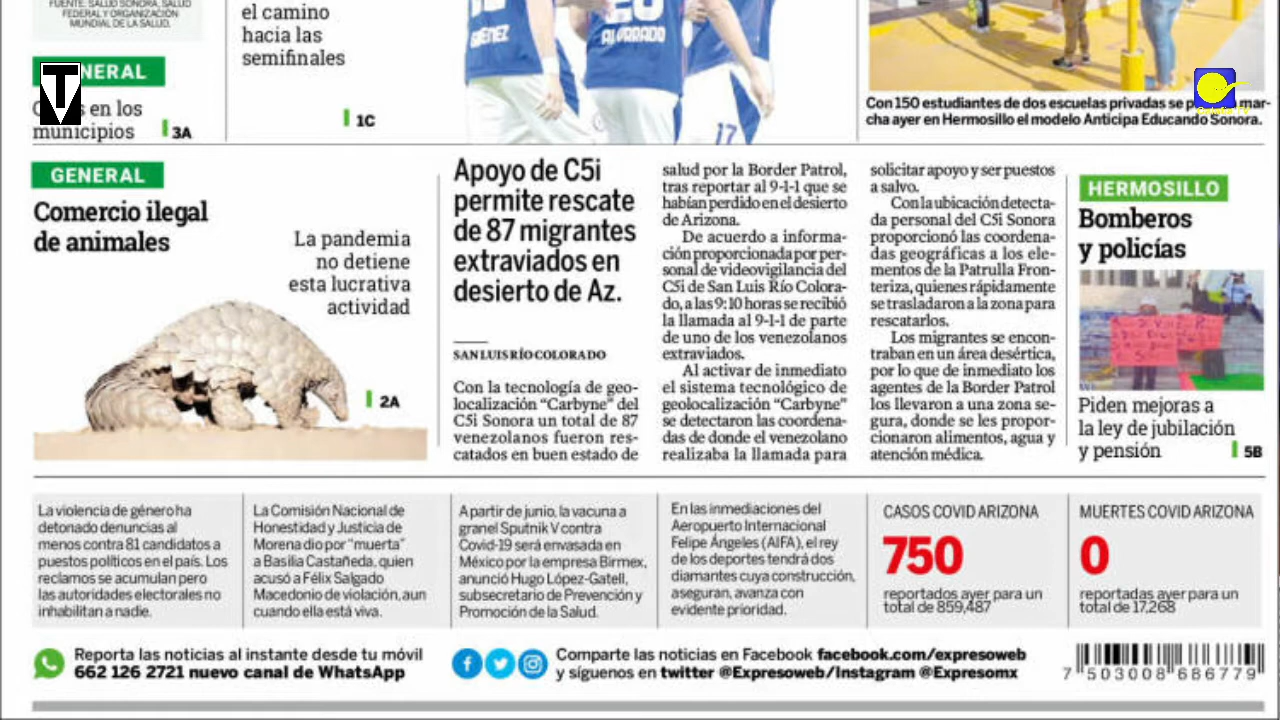 FUENTE: SALUD SONORA, SALUD
FEDERAL Y ORGANIZACIÓN
MUNDIAL DE LA SALUD.
NERAL
en los
municipios
3A
el camino
hacia las
semifinales
1C
ALVARADO
17
Con 150 estudiantes de dos escuelas privadas se mar-
cha ayer en Hermosillo el modelo Anticipa Educando Sonora.
GENERAL
Comercio ilegal
de animales
La pandemia
no detiene
esta lucrativa
actividad
2A
Apoyo de C5i
permite rescate
de 87 migrantes
extraviados en
desierto de Az.
SAN LUIS RÍO COLORADO
Con la tecnología de geo-
localización “Carbyne” del
C5i Sonora un total de 87
venezolanos fueron res-
catados en buen estado de
salud por la Border Patrol,
tras reportar al 9-1-1 que se
habían perdido en el desierto
de Arizona.
De acuerdo a informa-
ción proporcionada por per-
sonal de videovigilancia del
C5i de San Luis Río Colora-
do, a las 9:10 horas se recibió
la llamada al 9-1-1 de parte
de uno de los venezolanos
extraviados.
Al activar de inmediato
el sistema tecnológico de
geolocalización “Carbyne”
se detectaron las coordena-
das de donde el venezolano
realizaba la llamada para
solicitar apoyo y ser puestos
a salvo.
Con la ubicación detecta-
da personal del C5i Sonora
proporcionó las coordena-
das geográficas a los ele-
mentos de la Patrulla Fron-
teriza, quienes rápidamente
se trasladaron a la zona para
rescatarlos.
Los migrantes se encon-
traban en un área desértica,
por lo que de inmediato los
agentes de la Border Patrol
los llevaron a una zona se-
gura, donde se les propor-
cionaron alimentos, agua y
atención médica.
HERMOSILLO
Bomberos
y policías
Piden mejoras a
la ley de jubilación
y pensión
5B
La violencia de género ha
detonado denuncias al
menos contra 81 candidatos a
puestos políticos en el país. Los
reclamos se acumulan pero
las autoridades electorales no
inhabilitan a nadie.
La Comisión Nacional de
Honestidad y Justicia de
Morena dio por “muerta”
a Basilia Castañeda, quien
acusó a Félix Salgado
Macedonio de violación, aun
cuando ella está viva.
A partir de junio, la vacuna a
granel Sputnik V contra
Covid-19 será envasada en
México por la empresa Birmex,
anunció Hugo López-Gatell,
subsecretario de Prevención y
Promoción de la Salud.
En las inmediaciones del
Aeropuerto Internacional
Felipe Ángeles (AIFA), el rey
de los deportes tendrá dos
diamantes cuya construcción,
aseguran, avanza con
evidente prioridad.
CASOS COVID ARIZONA
750
reportados ayer para un
total de 859,487
MUERTES COVID ARIZONA
0
reportadas ayer para un
total de 17,268
Reporta las noticias al instante desde tu móvil
662 126 2721 nuevo canal de WhatsApp
Comparte las noticias en Facebook facebook.com/expresoweb
y síguenos en twitter @Expresoweb/Instagram @Expresomx
7 503008 686779